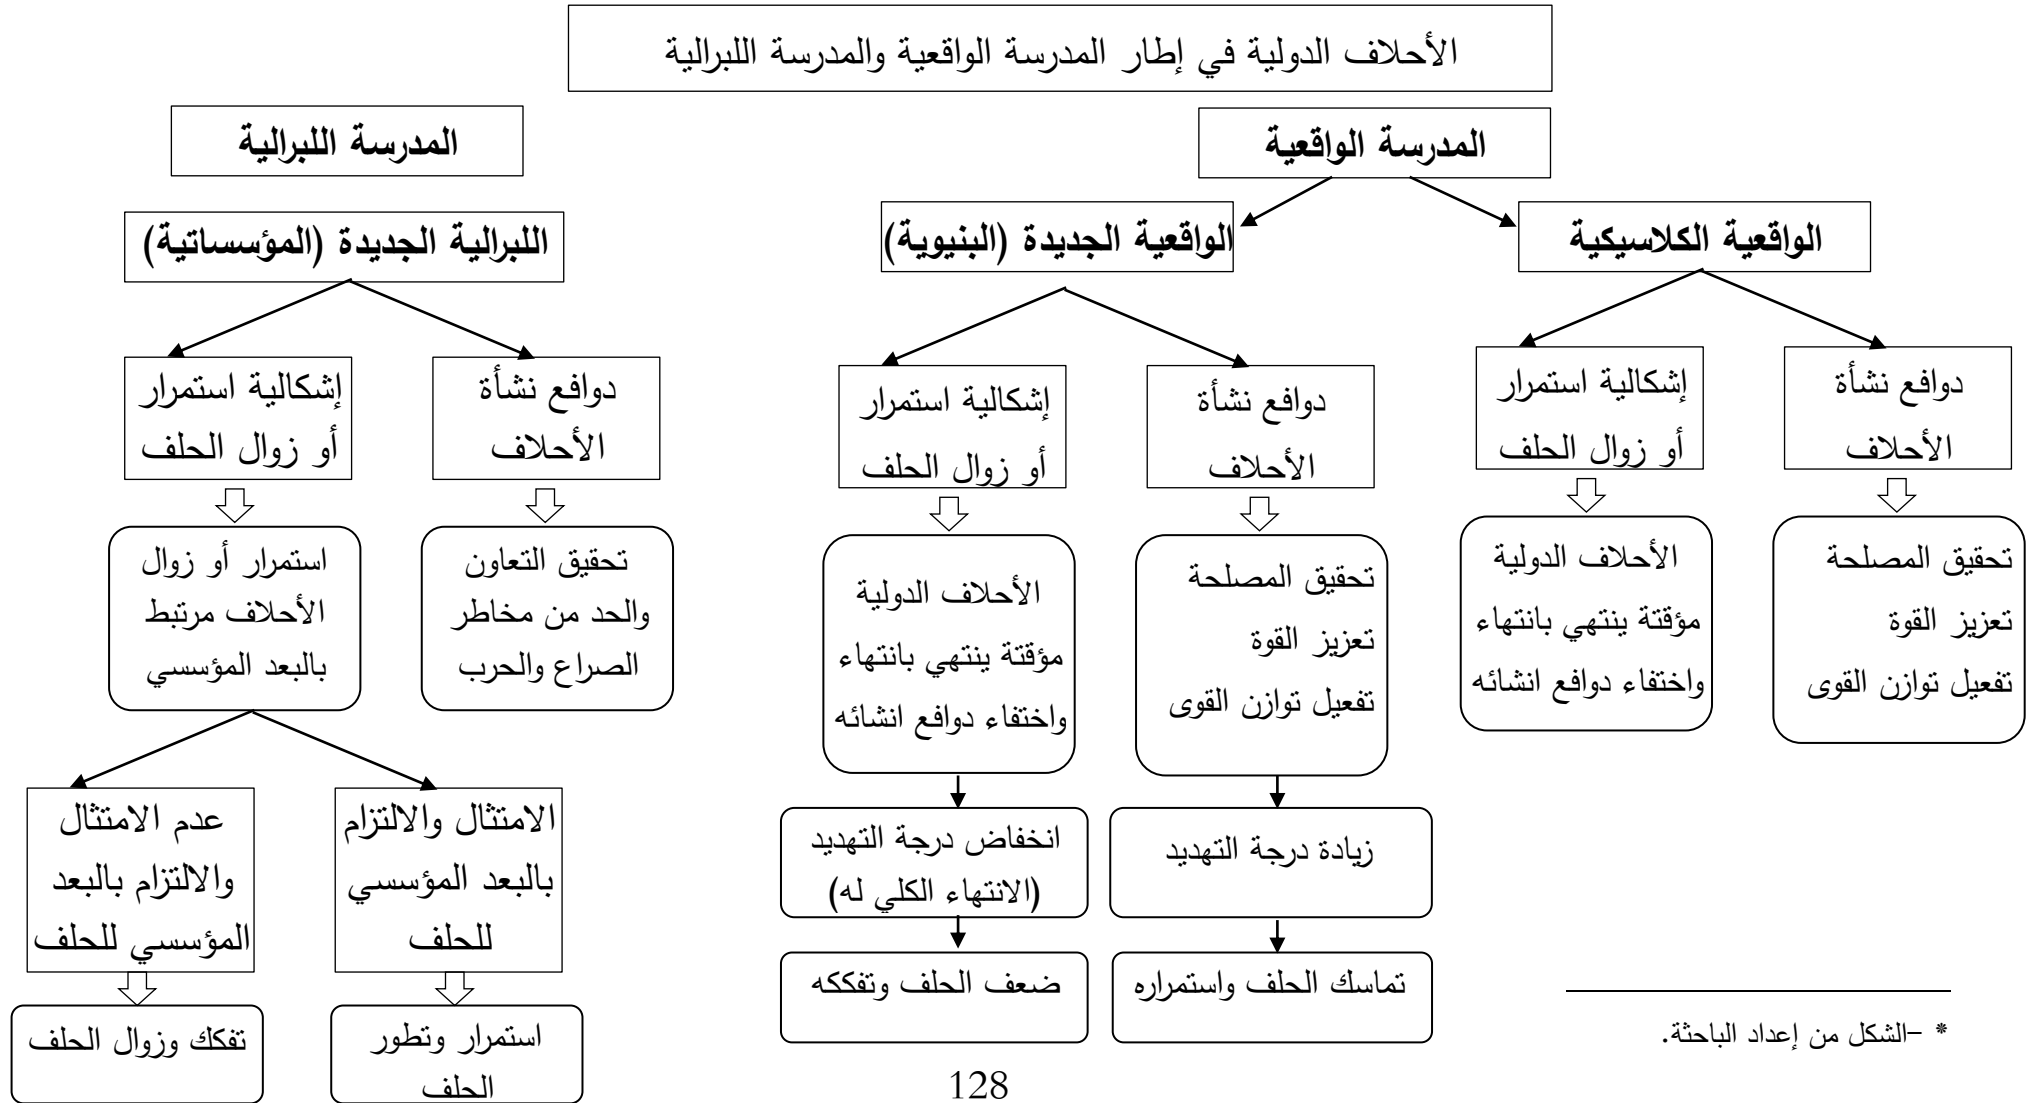 الأحلاف الدولية في إطار المدرسة الواقعية والمدرسة اللبرالية
المدرسة الواقعية
المدرسة اللبرالية
الواقعية الكلاسيكية
الواقعية الجديدة (البنيوية)
اللبرالية الجديدة (المؤسساتية)
دوافع نشأة
الأحلاف
إشكالية استمرار
أو زوال الحلف
دوافع نشأة
الأحلاف
إشكالية استمرار
أو زوال الحلف
دوافع نشأة
الأحلاف
إشكالية استمرار
أو زوال الحلف
تحقيق المصلحة
تعزيز القوة
تفعيل توازن القوى
الأحلاف الدولية
مؤقتة ينتهي بانتهاء
واختفاء دوافع انشائه
تحقيق المصلحة
تعزيز القوة
تفعيل توازن القوى
الأحلاف الدولية
مؤقتة ينتهي بانتهاء
واختفاء دوافع انشائه
تحقيق التعاون
والحد من مخاطر
الصراع والحرب
استمرار أو زوال
الأحلاف مرتبط
بالبعد المؤسسي
زيادة درجة التهديد
انخفاض درجة التهديد
(الانتهاء الكلي له)
الامتثال والالتزام
بالبعد المؤسسي
للحلف
عدم الامتثال
والالتزام بالبعد
المؤسسي للحلف
تماسك الحلف واستمراره
ضعف الحلف وتفككه
استمرار وتطور
الحلف
تفكك وزوال الحلف
* -الشكل من إعداد الباحثة.
128